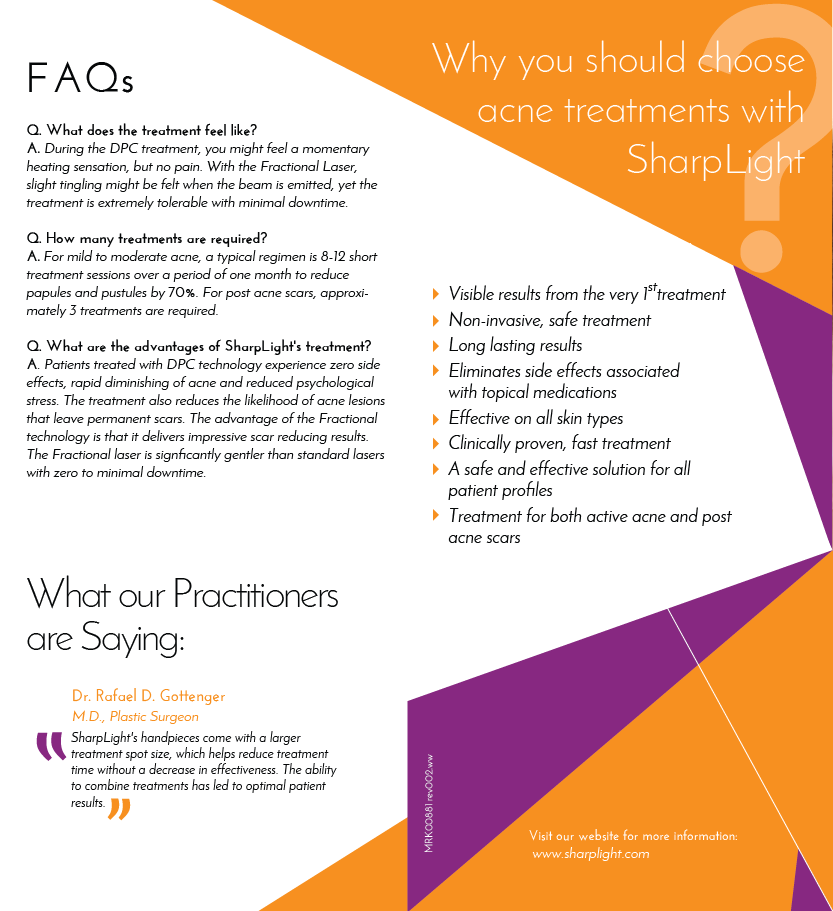 FAQs
Q. What does the treatment feel like?
A. During the DPC treatment, you might feel a momentary
heating sensation, but no pain. With the Fractional Laser,
slight tingling might be felt when the beam is emitted, yet the
treatment is extremely tolerable with minimal downtime.
Q. How many treatments are required?
A. For mild to moderate acne, a typical regimen is 8-12 short
treatment sessions over a period of one month to reduce
papules and pustules by 70%. For post acne scars, approxi-
mately 3 treatments are required.
Q. What are the advantages of SharpLight's treatment?
A. Patients treated with DPC technology experience zero side
effects, rapid diminishing of acne and reduced psychological
stress. The treatment also reduces the likelihood of acne lesions
that leave permanent scars. The advantage of the Fractional
technology is that it delivers impressive scar reducing results.
The Fractional laser is signficantly gentler than standard lasers
with zero to minimal downtime.
What our Practitioners
are Saying:
Dr. Rafael D. Gottenger
M.D., Plastic Surgeon
“SharpLight's handpieces come with a larger
treatment spot size, which helps reduce treatment
time without a decrease in effectiveness. The ability
to combine treatments has led to optimal patient
results.”
?
Why you should choose
acne treatments with
SharpLight
Visible results from the very 1st treatment
Non-invasive, safe treatment
Long lasting results
Eliminates side effects associated
with topical medications
Effective on all skin types
Clinically proven, fast treatment
A safe and effective solution for all
patient profiles
Treatment for both active acne and post
acne scars
MRK00881.rev002.ww
Visit our website for more information:
www.sharplight.com